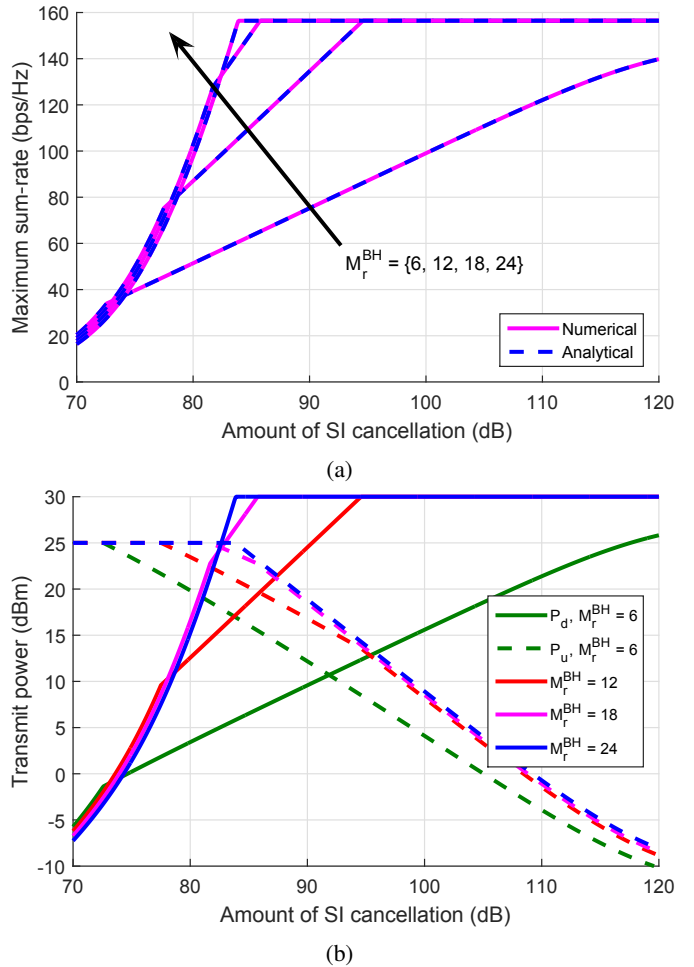 160
140
120
100
80
60
40
20
0
Maximum sum-rate (bps/Hz)
M_r^BH = {6, 12, 18, 24}
Numerical
Analytical
70 80 90 100 110 120
Amount of SI cancellation (dB)
(a)
30
25
20
15
10
5
0
-5
-10
Transmit power (dBm)
P_d, M_r^BH = 6
P_u, M_r^BH = 6
M_r^BH = 12
M_r^BH = 18
M_r^BH = 24
70 80 90 100 110 120
Amount of SI cancellation (dB)
(b)